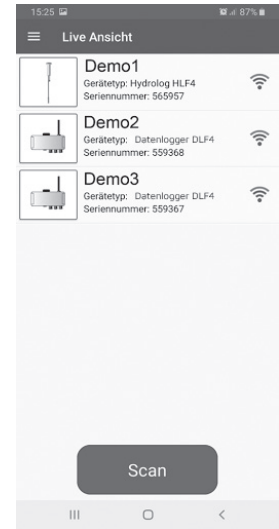 15:25 87%
Live Ansicht
Demo1
Gerätetyp: Hydrolog HLF4
Seriennummer: 565957
Demo2
Gerätetyp: Datenlogger DLF4
Seriennummer: 559368
Demo3
Gerätetyp: Datenlogger DLF4
Seriennummer: 559367
Scan